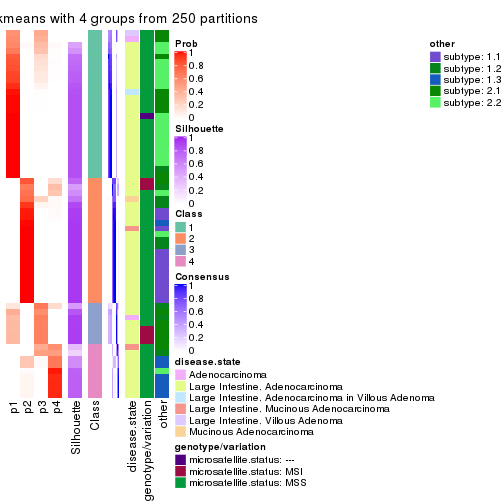 kmeans with 4 groups from 250 partitions
Prob
1
0.8
0.6
0.4
0.2
0
Silhouette
1
0.8
0.6
0.4
0.2
0
Class
1
2
3
4
Consensus
1
0.8
0.6
0.4
0.2
0
disease.state
Adenocarcinoma
Large Intestine. Adenocarcinoma
Large Intestine. Adenocarcinoma in Villous Adenoma
Large Intestine. Mucinous Adenocarcinoma
Large Intestine. Villous Adenoma
Mucinous Adenocarcinoma
genotype/variation
microsatellite.status: ---
microsatellite.status: MSI
microsatellite.status: MSS
other
subtype: 1.1
subtype: 1.2
subtype: 1.3
subtype: 2.1
subtype: 2.2
p1
p2
p3
p4
Silhouette
Class
disease.state
genotype/variation
other